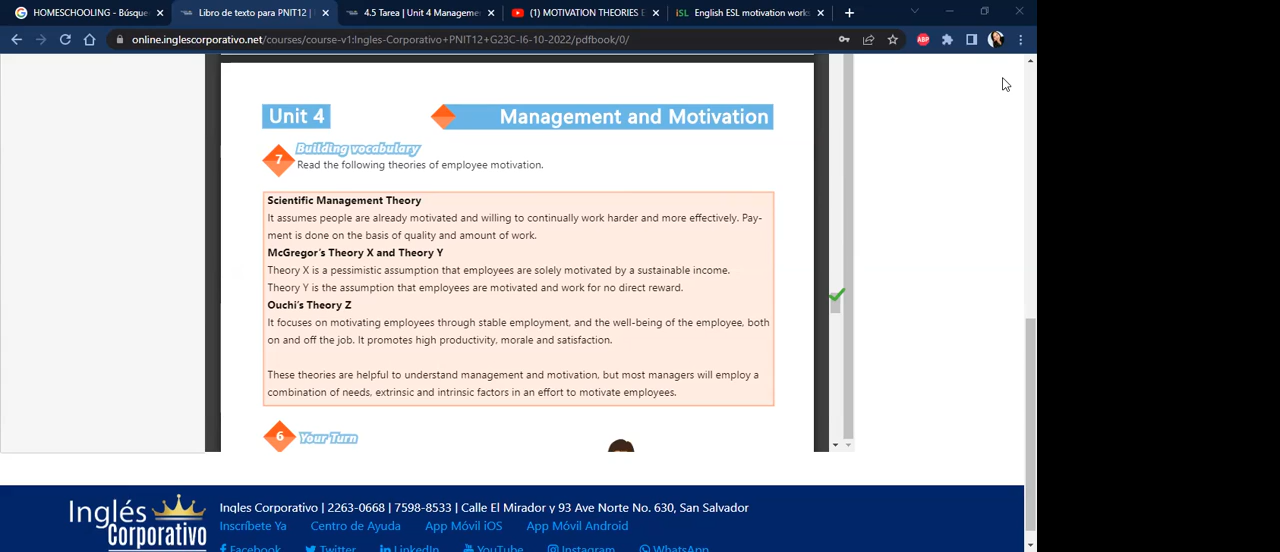 HOMESCHOOLING - Búsque
Libro de texto para PNIT12 |
4.5 Tarea | Unit 4 Manageme
(1) MOTIVATION THEORIES E
iSL English ESL motivation works
online.inglescorporativo.net/courses/course-v1:Ingles-Corporativo+PNIT12+G23C-I6-10-2022/pdfbook/0/
ABP
Unit 4
Management and Motivation
7
Building vocabulary
Read the following theories of employee motivation.
Scientific Management Theory
It assumes people are already motivated and willing to continually work harder and more effectively. Pay-
ment is done on the basis of quality and amount of work.
McGregor's Theory X and Theory Y
Theory X is a pessimistic assumption that employees are solely motivated by a sustainable income.
Theory Y is the assumption that employees are motivated and work for no direct reward.
Ouchi's Theory Z
It focuses on motivating employees through stable employment, and the well-being of the employee, both
on and off the job. It promotes high productivity, morale and satisfaction.
These theories are helpful to understand management and motivation, but most managers will employ a
combination of needs, extrinsic and intrinsic factors in an effort to motivate employees.
6
Your Turn
Inglés
Corporativo
Ingles Corporativo | 2263-0668 | 7598-8533 | Calle El Mirador y 93 Ave Norte No. 630, San Salvador
Inscríbete Ya
Centro de Ayuda
App Móvil iOS
App Móvil Android
Facebook
Twitter
LinkedIn
YouTube
Instagram
WhatsApp